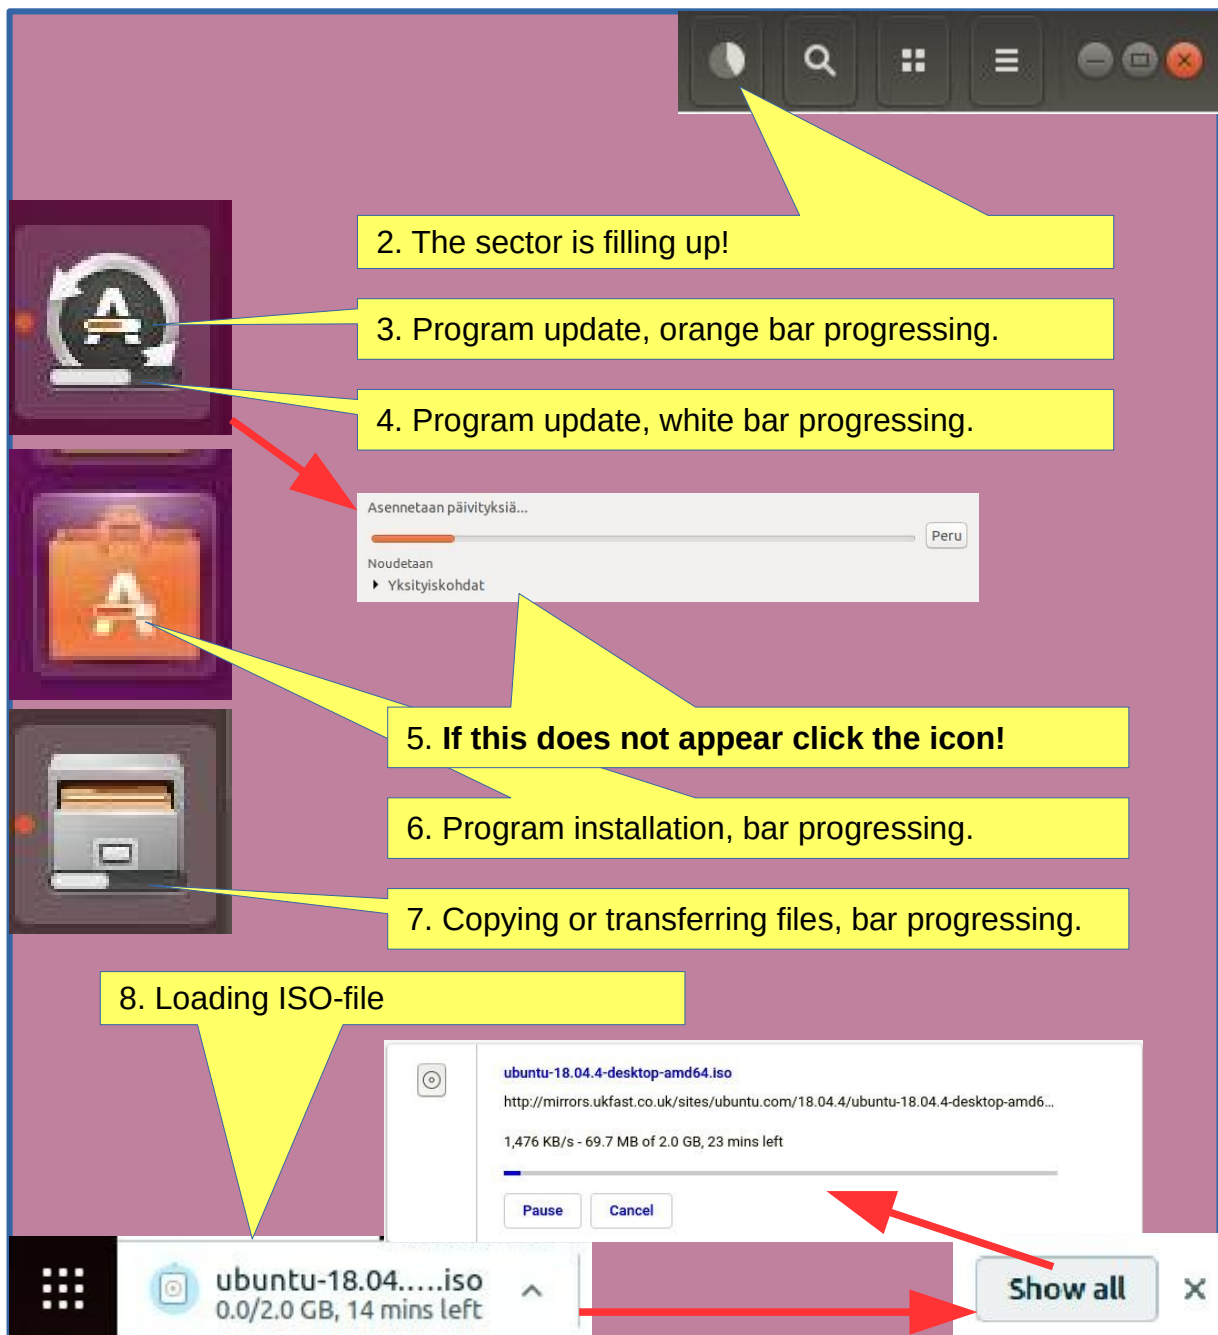 2. The sector is filling up!
3. Program update, orange bar progressing.
4. Program update, white bar progressing.
Asennetaan päivityksiä...
Peru
Noudetaan
Yksityiskohdat
5. If this does not appear click the icon!
6. Program installation, bar progressing.
7. Copying or transferring files, bar progressing.
8. Loading ISO-file
ubuntu-18.04.4-desktop-amd64.iso
http://mirrors.ukfast.co.uk/sites/ubuntu.com/18.04.4/ubuntu-18.04.4-desktop-amd6...
1,476 KB/s - 69.7 MB of 2.0 GB, 23 mins left
Pause Cancel
ubuntu-18.04.....iso
0.0/2.0 GB, 14 mins left
Show all